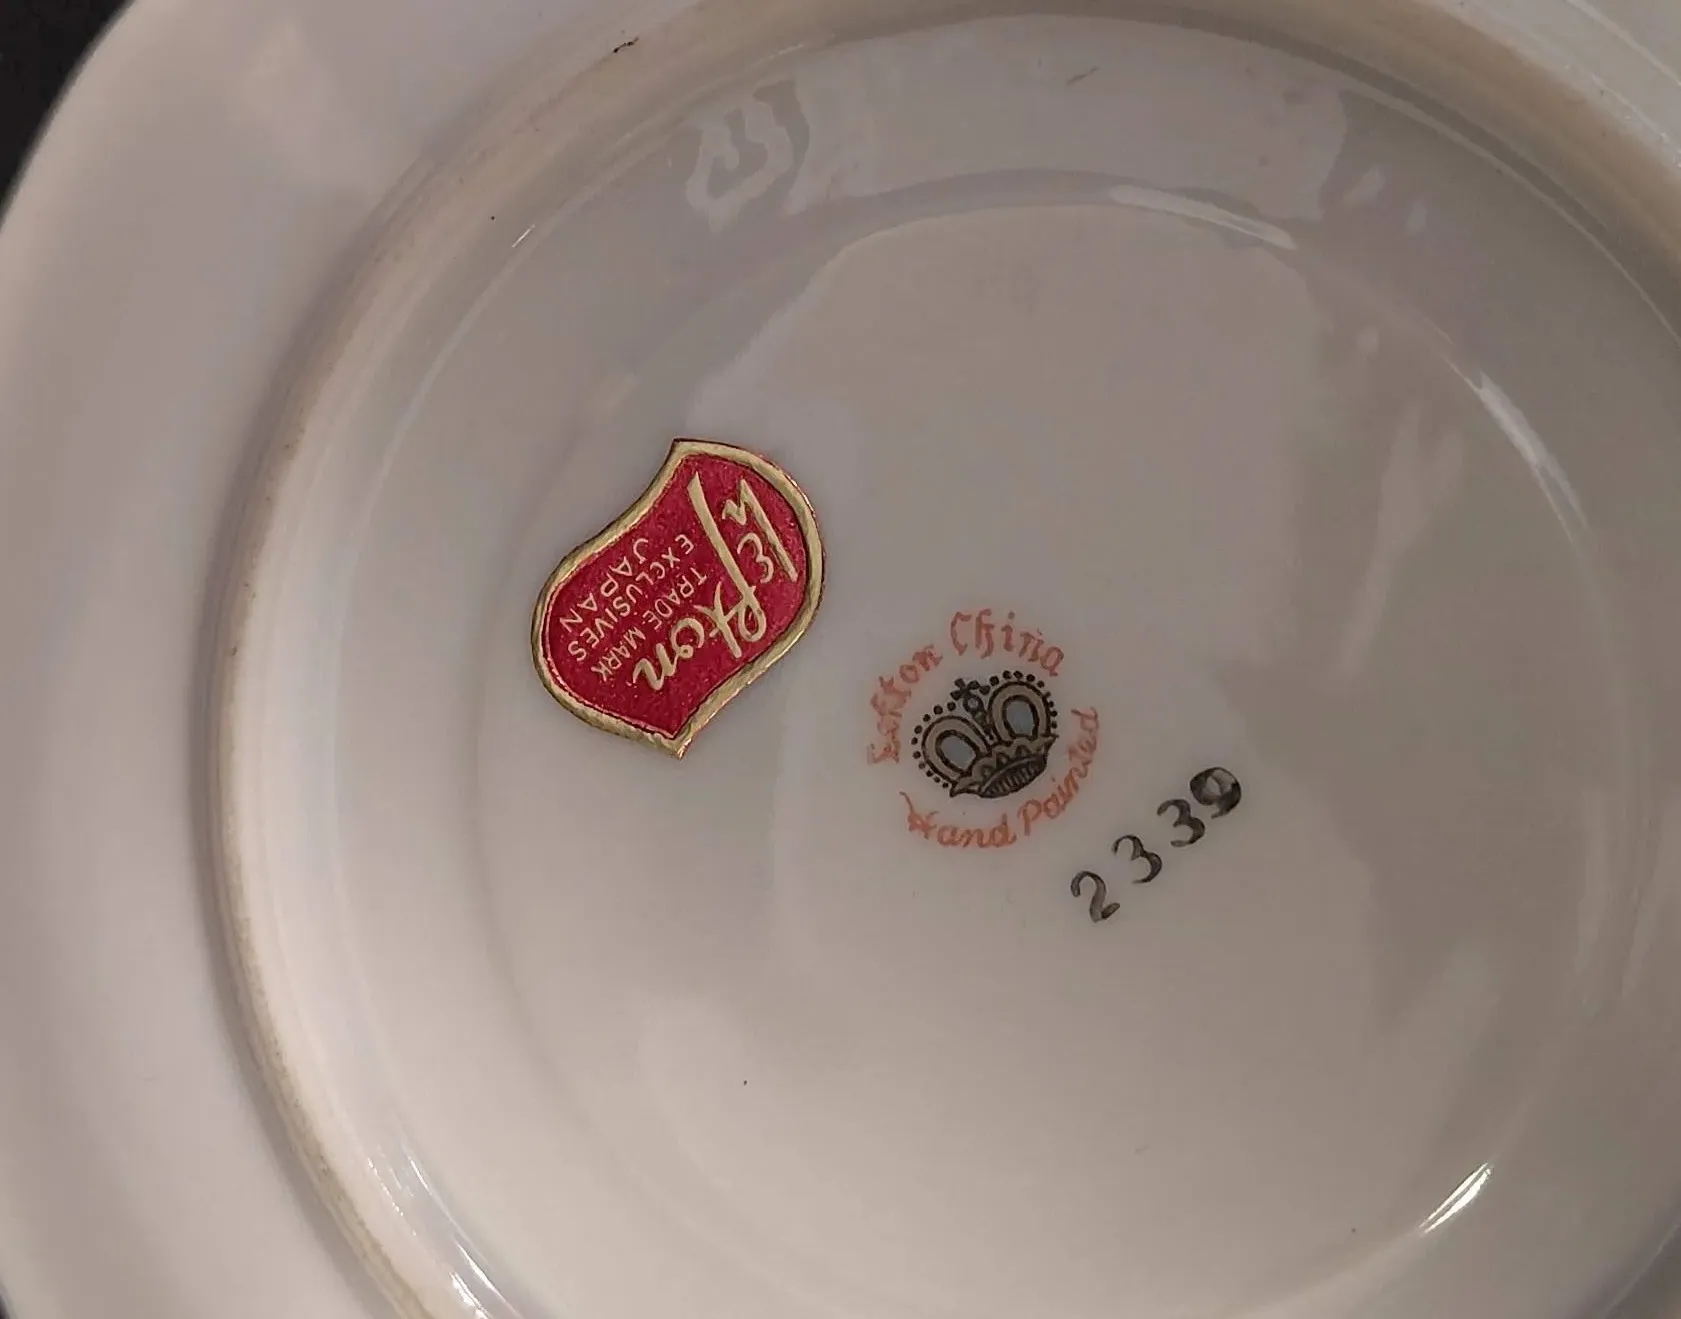 Lefton
TRADE MARK
EXCLUSIVES
JAPAN
Lefton China
Hand Painted
2339